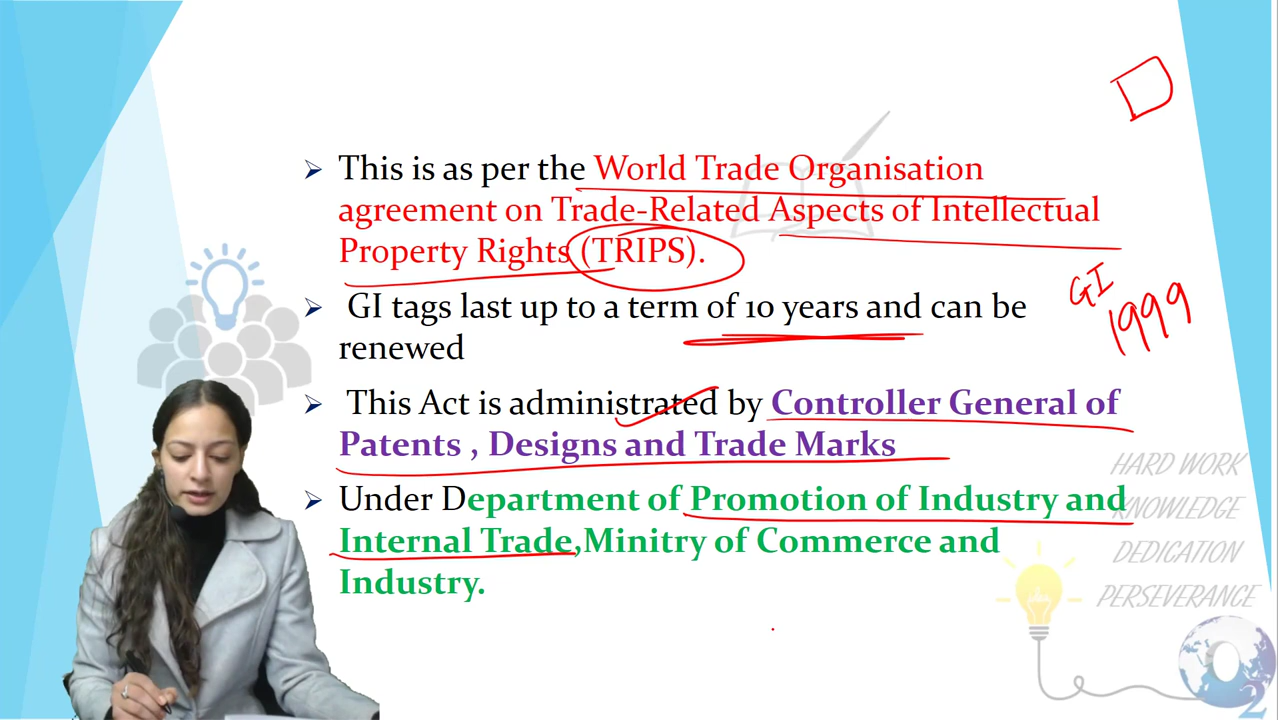 D
➢ This is as per the World Trade Organisation
agreement on Trade-Related Aspects of Intellectual
Property Rights (TRIPS).
➢ GI tags last up to a term of 10 years and can be
renewed
GI
1999
➢ This Act is administrated by Controller General of
Patents , Designs and Trade Marks
➢ Under Department of Promotion of Industry and
Internal Trade,Minitry of Commerce and
Industry.
HARD WORK
KNOWLEDGE
DEDICATION
PERSEVERANCE
O2